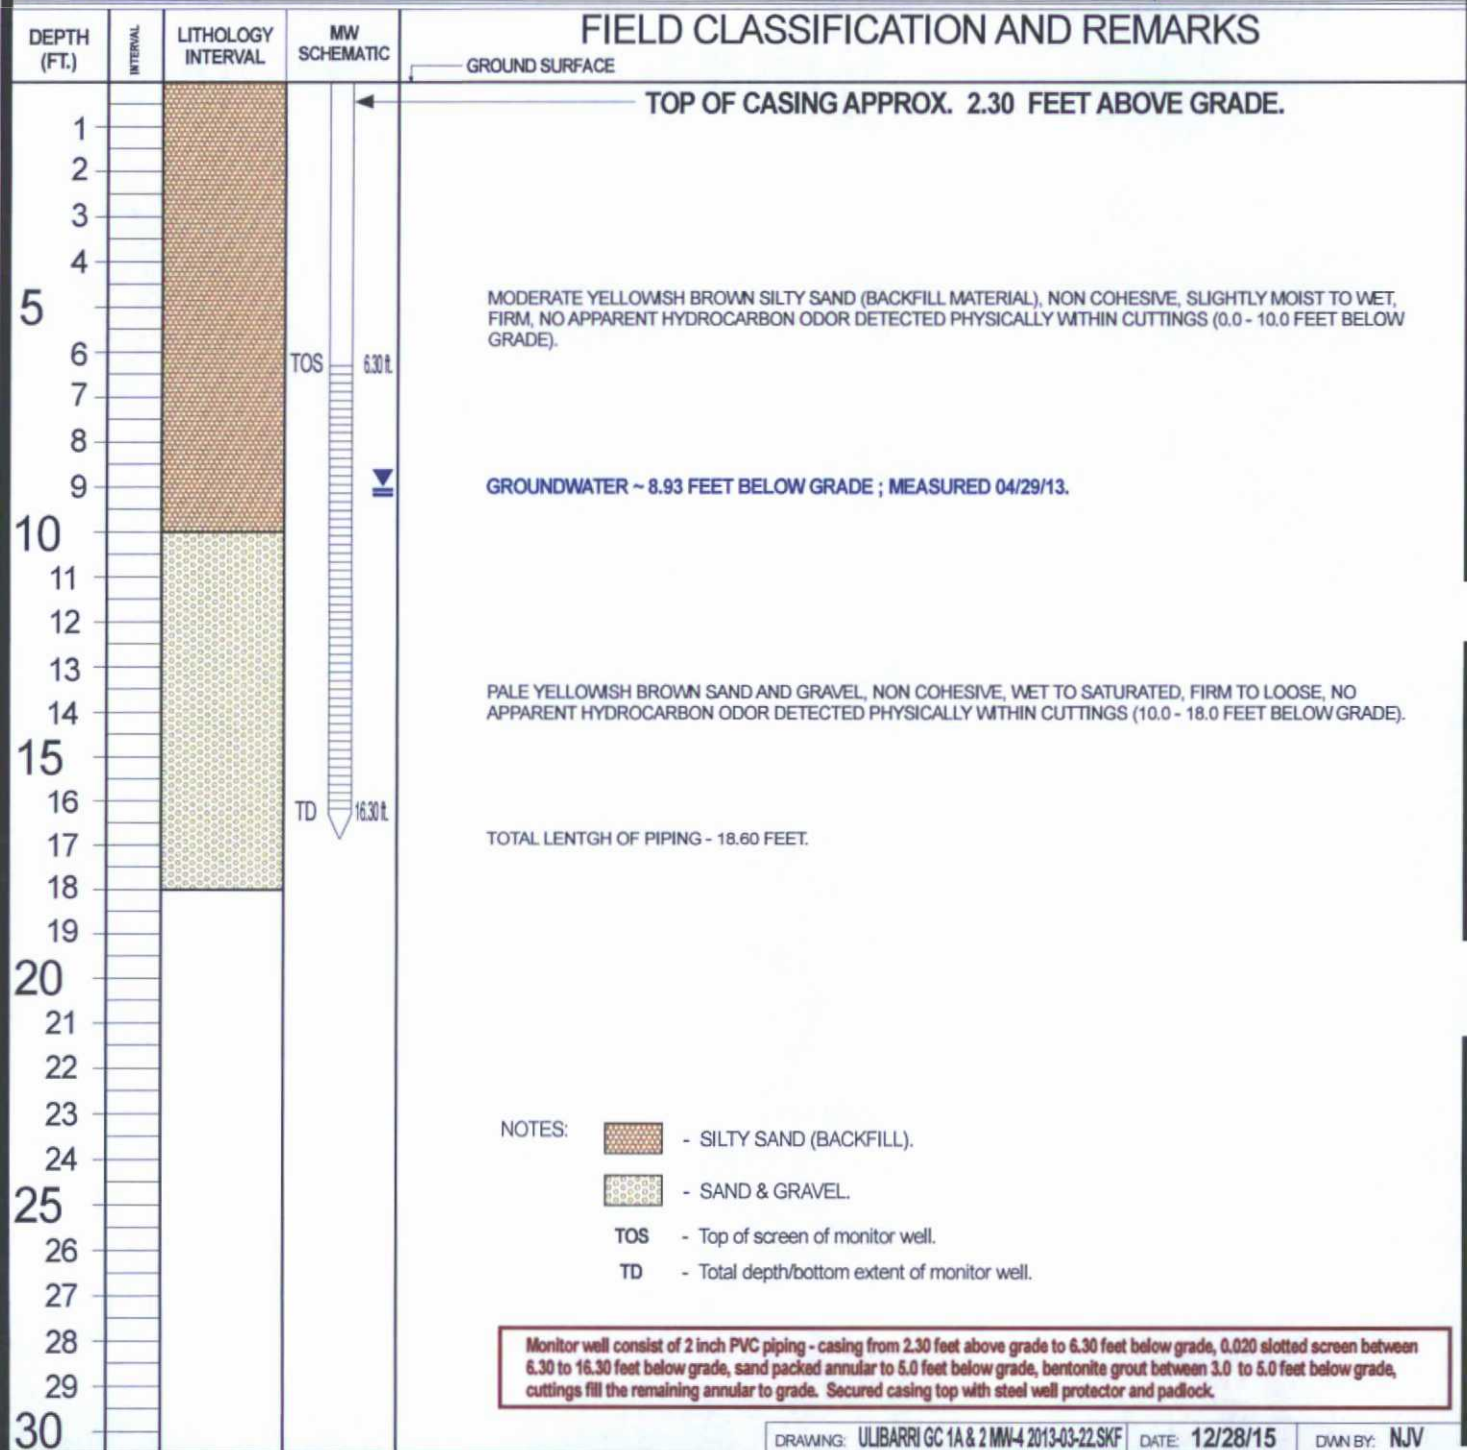 DEPTH
(FT.)
INTERVAL
LITHOLOGY
INTERVAL
MW
SCHEMATIC
FIELD CLASSIFICATION AND REMARKS
GROUND SURFACE
TOP OF CASING APPROX. 2.30 FEET ABOVE GRADE.
1
2
3
4
5
MODERATE YELLOWISH BROWN SILTY SAND (BACKFILL MATERIAL), NON COHESIVE, SLIGHTLY MOIST TO WET,
FIRM, NO APPARENT HYDROCARBON ODOR DETECTED PHYSICALLY WITHIN CUTTINGS (0.0 - 10.0 FEET BELOW
GRADE).
6
TOS 6.30 ft.
7
8
9
GROUNDWATER ~ 8.93 FEET BELOW GRADE ; MEASURED 04/29/13.
10
11
12
13
PALE YELLOWISH BROWN SAND AND GRAVEL, NON COHESIVE, WET TO SATURATED, FIRM TO LOOSE, NO
APPARENT HYDROCARBON ODOR DETECTED PHYSICALLY WITHIN CUTTINGS (10.0 - 18.0 FEET BELOW GRADE).
14
15
16
TD 16.30 ft.
17
TOTAL LENTGH OF PIPING - 18.60 FEET.
18
19
20
21
22
23
NOTES:
- SILTY SAND (BACKFILL).
24
- SAND & GRAVEL.
25
TOS - Top of screen of monitor well.
26
TD - Total depth/bottom extent of monitor well.
27
28
Monitor well consist of 2 inch PVC piping - casing from 2.30 feet above grade to 6.30 feet below grade, 0.020 slotted screen between
6.30 to 16.30 feet below grade, sand packed annular to 5.0 feet below grade, bentonite grout between 3.0 to 5.0 feet below grade,
cuttings fill the remaining annular to grade. Secured casing top with steel well protector and padlock.
29
30
DRAWING: ULIBARRI GC 1A & 2 MW-4 2013-03-22.SKF DATE: 12/28/15 DWN BY: NJV